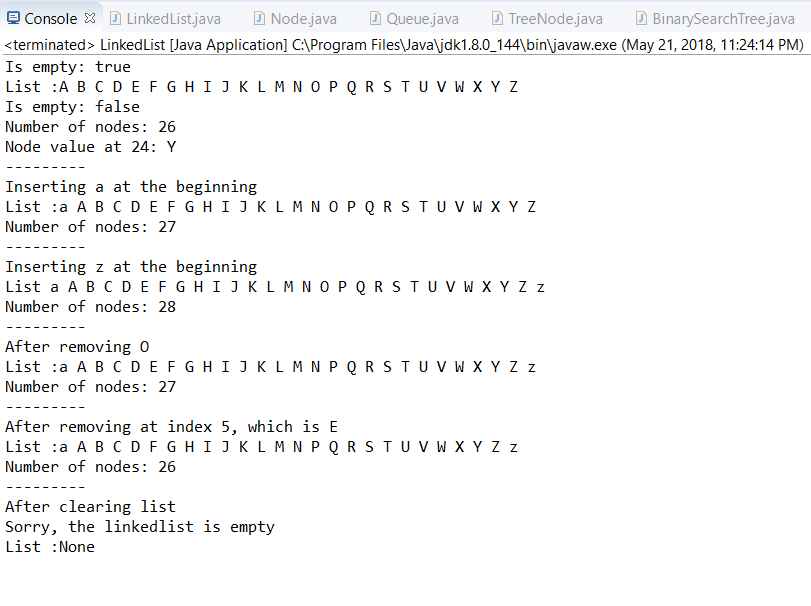 Console LinkedList.java Node.java Queue.java TreeNode.java BinarySearchTree.java
<terminated> LinkedList [Java Application] C:\Program Files\Java\jdk1.8.0_144\bin\javaw.exe (May 21, 2018, 11:24:14 PM)
Is empty: true
List :A B C D E F G H I J K L M N O P Q R S T U V W X Y Z
Is empty: false
Number of nodes: 26
Node value at 24: Y
---------
Inserting a at the beginning
List :a A B C D E F G H I J K L M N O P Q R S T U V W X Y Z
Number of nodes: 27
---------
Inserting z at the beginning
List a A B C D E F G H I J K L M N O P Q R S T U V W X Y Z z
Number of nodes: 28
---------
After removing O
List :a A B C D E F G H I J K L M N P Q R S T U V W X Y Z z
Number of nodes: 27
---------
After removing at index 5, which is E
List :a A B C D F G H I J K L M N P Q R S T U V W X Y Z z
Number of nodes: 26
---------
After clearing list
Sorry, the linkedlist is empty
List :None